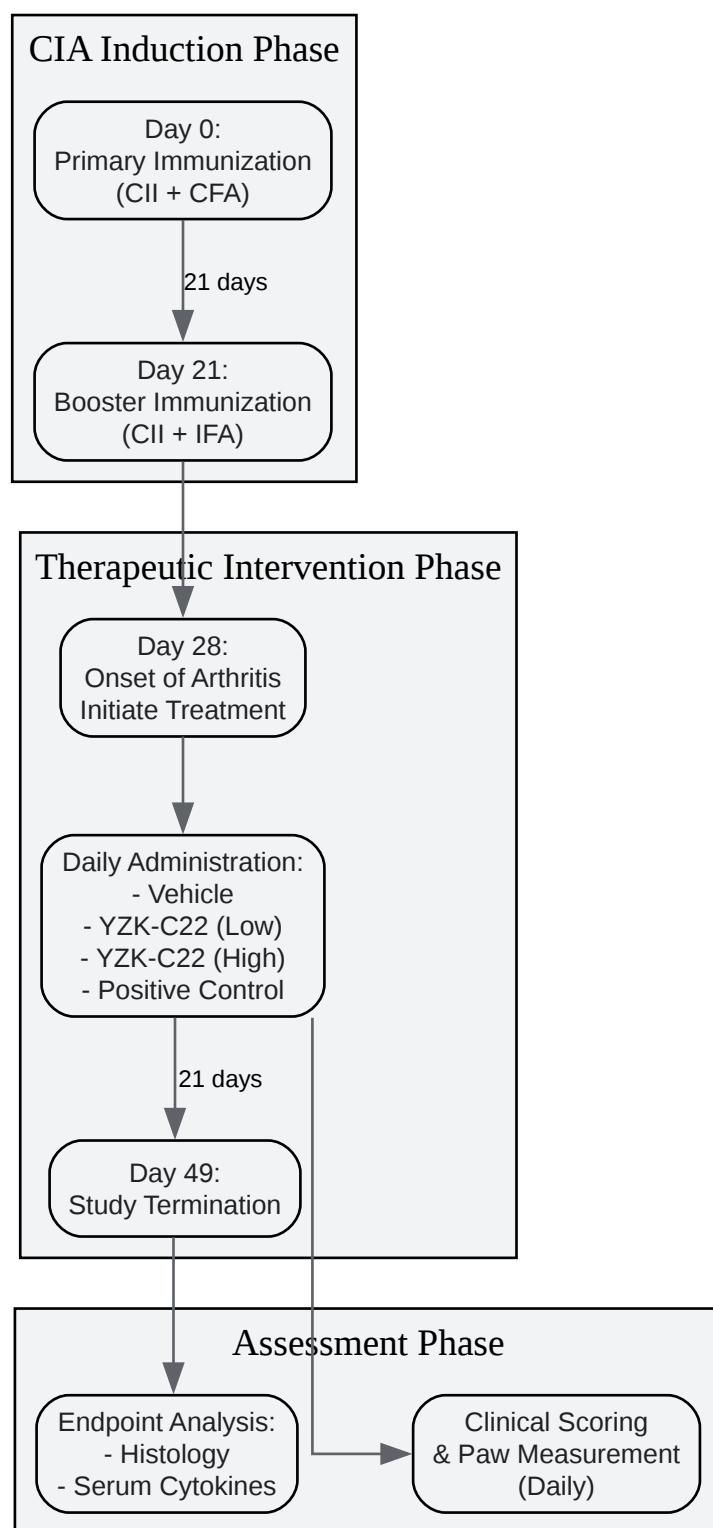 CIA Induction Phase
Day 0:
Primary Immunization
(CII + CFA)
21 days
Day 21:
Booster Immunization
(CII + IFA)
Therapeutic Intervention Phase
Day 28:
Onset of Arthritis
Initiate Treatment
Daily Administration:
- Vehicle
- YZK-C22 (Low)
- YZK-C22 (High)
- Positive Control
21 days
Day 49:
Study Termination
Assessment Phase
Endpoint Analysis:
- Histology
- Serum Cytokines
Clinical Scoring
& Paw Measurement
(Daily)